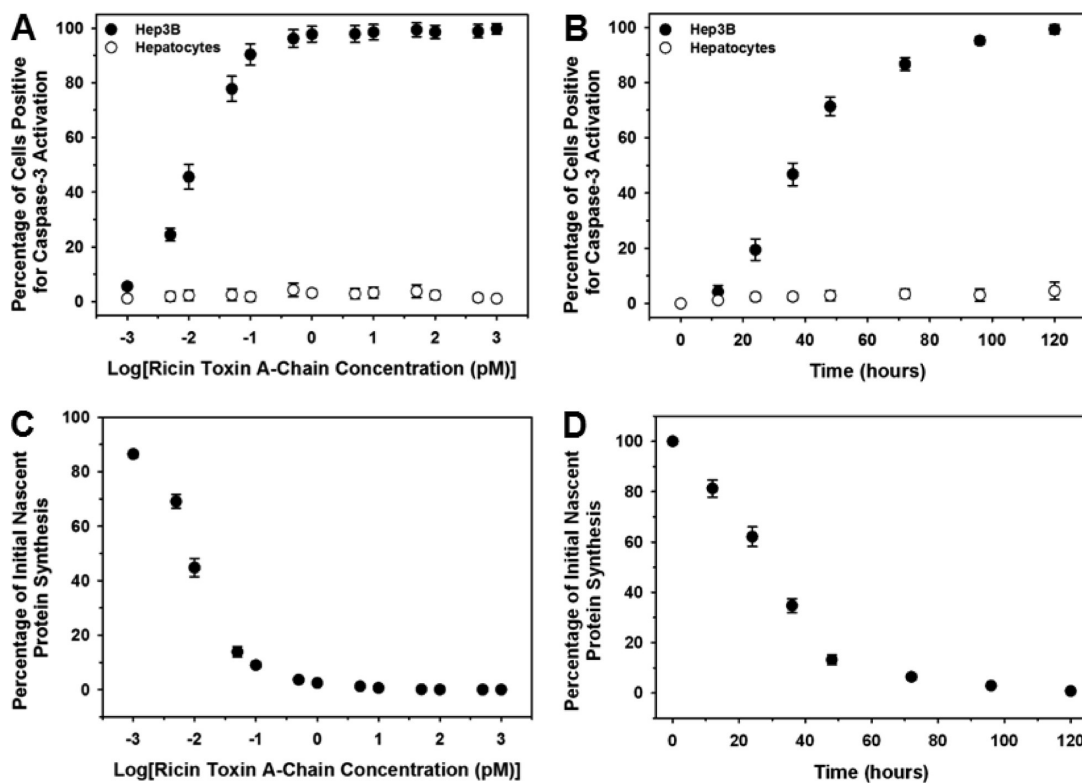 A
Hep3B
Hepatocytes
Percentage of Cells Positive
for Caspase-3 Activation
100
80
60
40
20
0
-3 -2 -1 0 1 2 3
Log[Ricin Toxin A-Chain Concentration (pM)]
B
Hep3B
Hepatocytes
Percentage of Cells Positive
for Caspase-3 Activation
100
80
60
40
20
0
0 20 40 60 80 100 120
Time (hours)
C
Percentage of Initial Nascent
Protein Synthesis
100
80
60
40
20
0
-3 -2 -1 0 1 2 3
Log[Ricin Toxin A-Chain Concentration (pM)]
D
Percentage of Initial Nascent
Protein Synthesis
100
80
60
40
20
0
0 20 40 60 80 100 120
Time (hours)